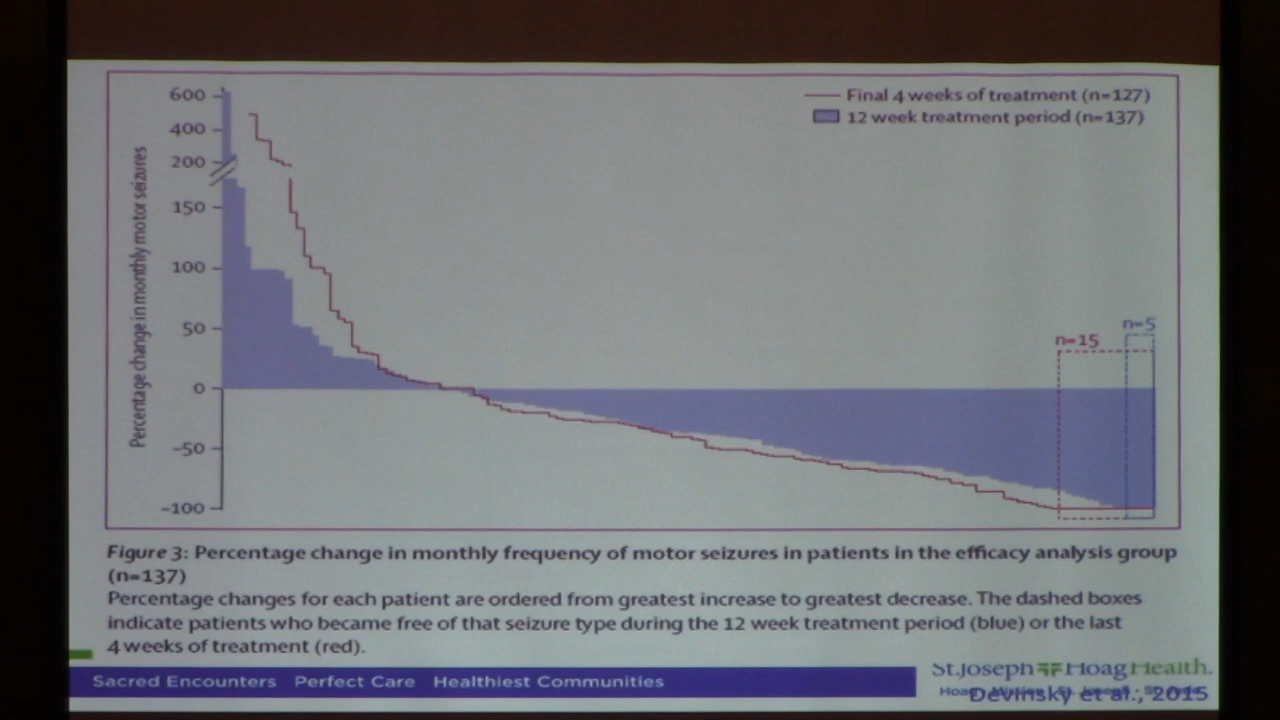 600
400
200
150
100
50
0
-50
-100
Percentage change in monthly motor seizures
Final 4 weeks of treatment (n=127)
12 week treatment period (n=137)
n=5
n=15
Figure 3: Percentage change in monthly frequency of motor seizures in patients in the efficacy analysis group
(n=137)
Percentage changes for each patient are ordered from greatest increase to greatest decrease. The dashed boxes
indicate patients who became free of that seizure type during the 12 week treatment period (blue) or the last
4 weeks of treatment (red).
Sacred Encounters Perfect Care Healthiest Communities
St.Joseph Hoag Health.
Devinsky et al., 2015